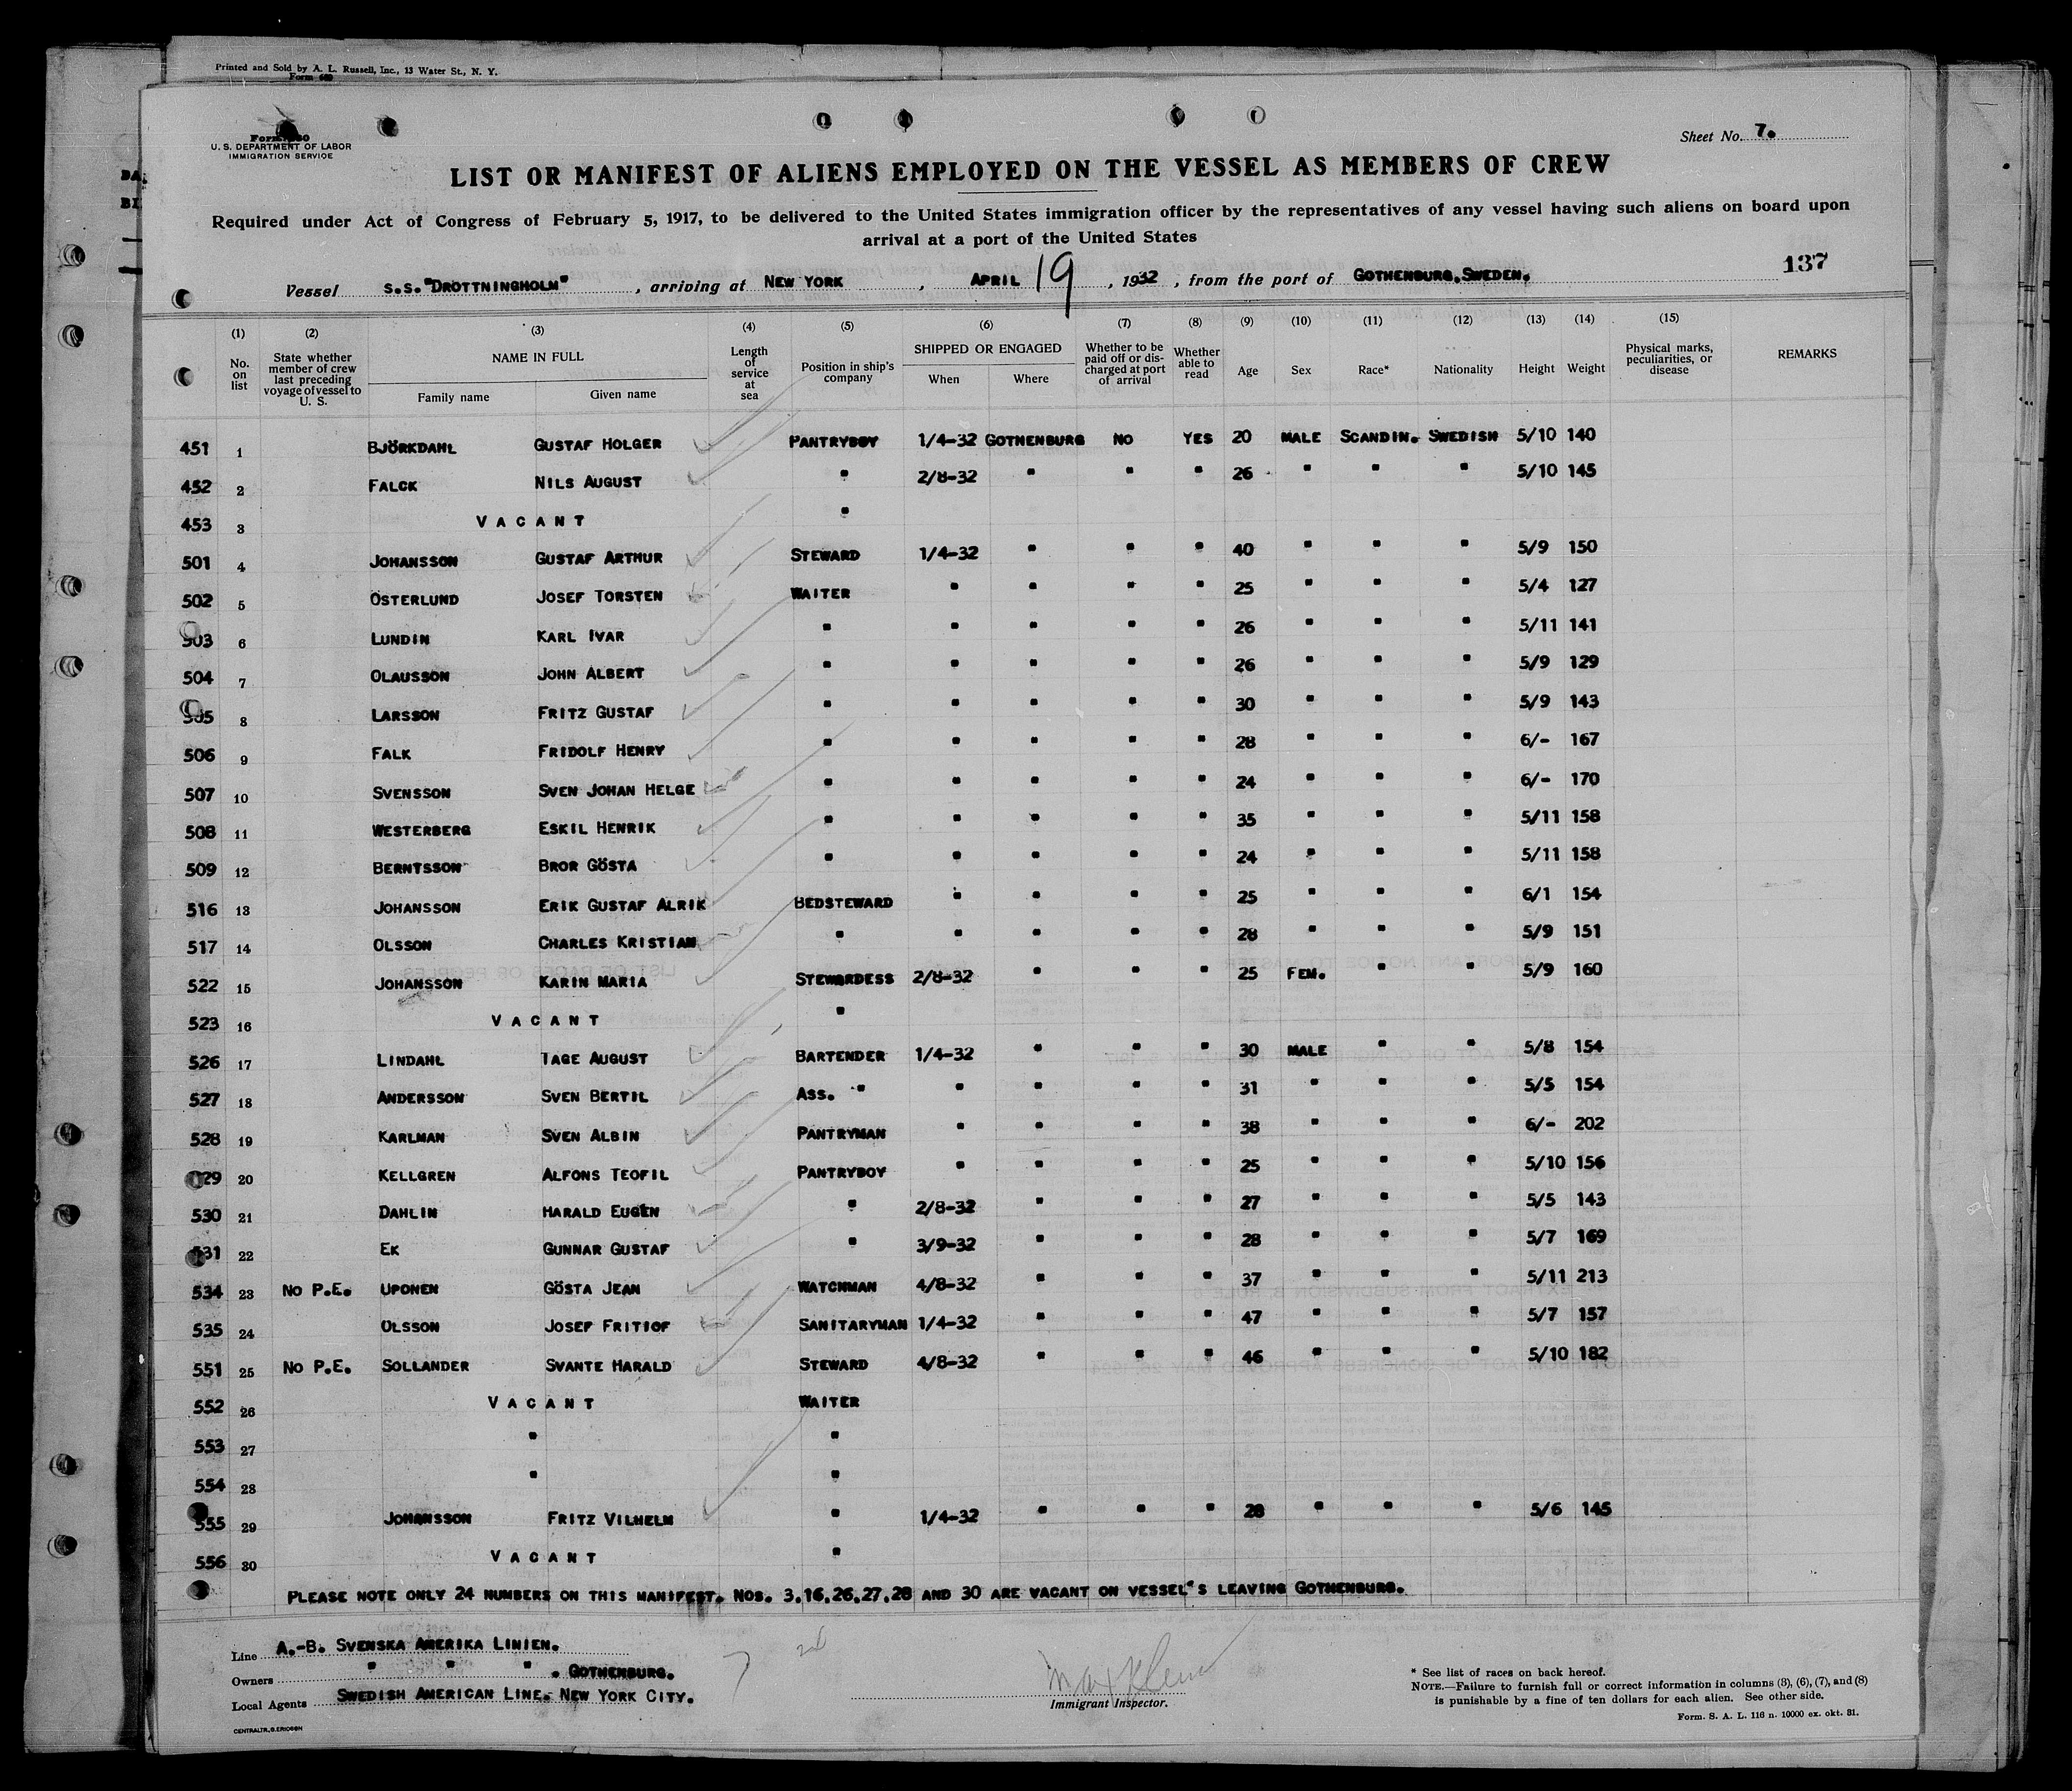 Printed and Sold by A. L. Russell, Inc., 13 Water St., N. Y.
Form 680
U. S. DEPARTMENT OF LABOR
IMMIGRATION SERVICE
Sheet No. 7.
LIST OR MANIFEST OF ALIENS EMPLOYED ON THE VESSEL AS MEMBERS OF CREW
Required under Act of Congress of February 5, 1917, to be delivered to the United States immigration officer by the representatives of any vessel having such aliens on board upon
arrival at a port of the United States
137
Vessel S.S. "DROTTNINGHOLM" , arriving at NEW YORK , APRIL 19 , 1932 , from the port of GOTHENBURG, SWEDEN.
(1) No. on list (2) State whether member of crew last preceding voyage of vessel to U. S. (3) NAME IN FULL Family name Given name (4) Length of service at sea (5) Position in ship's company (6) SHIPPED OR ENGAGED When Where (7) Whether to be paid off or discharged at port of arrival (8) Whether able to read (9) Age (10) Sex (11) Race* (12) Nationality (13) Height (14) Weight (15) Physical marks, peculiarities, or disease REMARKS
451 1 BJÖRKDAHL GUSTAF HOLGER PANTRYBOY 1/4-32 GOTHENBURG NO YES 20 MALE SCANDIN. SWEDISH 5/10 140
452 2 FALCK NILS AUGUST " 2/8-32 " " " 26 " " " 5/10 145
453 3 VACANT "
501 4 JOHANSSON GUSTAF ARTHUR STEWARD 1/4-32 " " " 40 " " " 5/9 150
502 5 OSTERLUND JOSEF TORSTEN WAITER " " " " 25 " " " 5/4 127
503 6 LUNDIN KARL IVAR " " " " " 26 " " " 5/11 141
504 7 OLAUSSON JOHN ALBERT " " " " " 26 " " " 5/9 129
505 8 LARSSON FRITZ GUSTAF " " " " " 30 " " " 5/9 143
506 9 FALK FRIDOLF HENRY " " " " " 28 " " " 6/- 167
507 10 SVENSSON SVEN JOHAN HELGE " " " " " 24 " " " 6/- 170
508 11 WESTERBERG ESKIL HENRIK " " " " " 35 " " " 5/11 158
509 12 BERNTSSON BROR GÖSTA " " " " " 24 " " " 5/11 158
516 13 JOHANSSON ERIK GUSTAF ALRIK BEDSTEWARD " " " " 25 " " " 6/1 154
517 14 OLSSON CHARLES KRISTIAN " " " " " 28 " " " 5/9 151
522 15 JOHANSSON KARIN MARIA STEWARDESS 2/8-32 " " " 25 FEM. " " 5/9 160
523 16 VACANT "
526 17 LINDAHL TAGE AUGUST BARTENDER 1/4-32 " " " 30 MALE " " 5/8 154
527 18 ANDERSSON SVEN BERTIL ASS. " " " " " 31 " " " 5/5 154
528 19 KARLMAN SVEN ALBIN PANTRYMAN " " " " 38 " " " 6/- 202
529 20 KELLGREN ALFONS TEOFIL PANTRYBOY " " " " 25 " " " 5/10 156
530 21 DAHLIN HARALD EUGEN " 2/8-32 " " " 27 " " " 5/5 143
531 22 EK GUNNAR GUSTAF " 3/9-32 " " " 28 " " " 5/7 169
534 23 NO P.E. UPONEN GÖSTA JEAN WATCHMAN 4/8-32 " " " 37 " " " 5/11 213
535 24 OLSSON JOSEF FRITIOF SANITARYMAN 1/4-32 " " " 47 " " " 5/7 157
551 25 NO P.E. SOLLANDER SVANTE HARALD STEWARD 4/8-32 " " " 46 " " " 5/10 182
552 26 VACANT WAITER
553 27 " "
554 28 " "
555 29 JOHANSSON FRITZ VILHELM " 1/4-32 " " " 28 " " " 5/6 145
556 30 VACANT "
PLEASE NOTE ONLY 24 NUMBERS ON THIS MANIFEST. NOS. 3,16,26,27,28 AND 30 ARE VACANT ON VESSEL'S LEAVING GOTHENBURG.
Line A.-B. SVENSKA AMERIKA LINIEN.
Owners " " " . GOTHENBURG.
Local Agents SWEDISH AMERICAN LINE.- NEW YORK CITY.
CENTRALTR., G. ERICSON
Max Klein
Immigrant Inspector.
* See list of races on back hereof.
NOTE.—Failure to furnish full or correct information in columns (3), (6), (7), and (8)
is punishable by a fine of ten dollars for each alien. See other side.
Form. S. A. L. 116 n. 10000 ex. okt. 31.